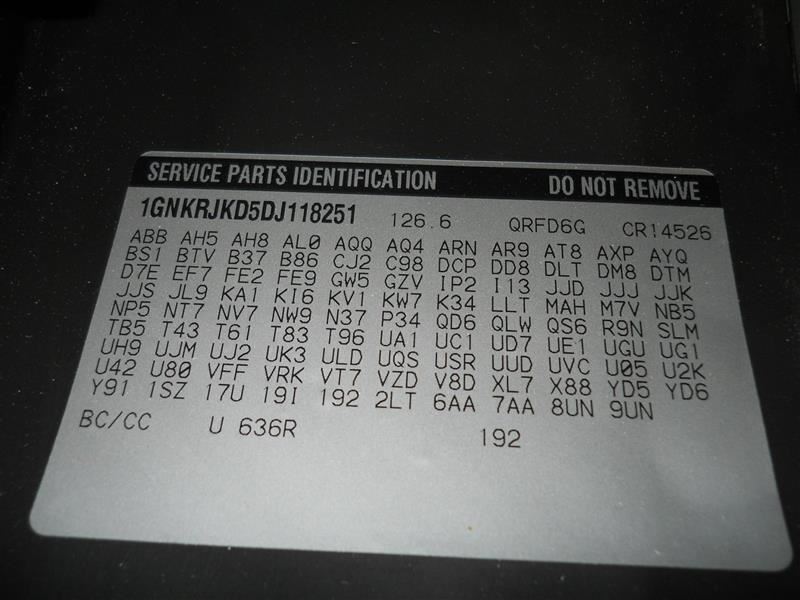 SERVICE PARTS IDENTIFICATION DO NOT REMOVE
1GNKRJKD5DJ118251 126.6 QRFD6G CR!4526
ABB AH5 AH8 AL0 AQQ AQ4 ARN AR9 AT8 AXP AYQ
BS1 BTV B37 B86 CJ2 C98 DCP DD8 DLT DM8 DTM
D7E EF7 FE2 FE9 GW5 GZV IP2 I13 JJD JJJ JJK
JJS JL9 KA1 KI6 KV1 KW7 K34 LLT MAH M7V NB5
NP5 NT7 NV7 NW9 N37 P34 QD6 QLW QS6 R9N SLM
TB5 T43 T61 T83 T96 UA1 UC1 UD7 UE1 UGU UG1
UH9 UJM UJ2 UK3 ULD UQS USR UUD UVC U05 U2K
U42 U80 VFF VRK VT7 VZD V8D XL7 X88 YD5 YD6
Y91 1SZ 17U 19I 192 2LT 6AA 7AA 8UN 9UN
BC/CC U 636R 192